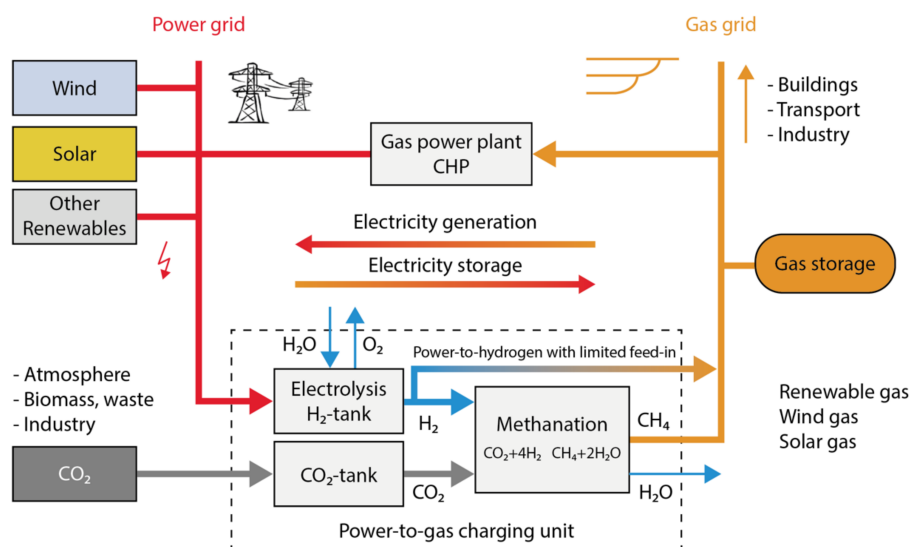 Power grid
Gas grid
Wind
Solar
Other
Renewables
Gas power plant
CHP
- Buildings
- Transport
- Industry
Electricity generation
Electricity storage
Gas storage
H₂O
O₂
Power-to-hydrogen with limited feed-in
- Atmosphere
- Biomass, waste
- Industry
Electrolysis
H₂-tank
H₂
Methanation
CO₂+4H₂ CH₄+2H₂O
CH₄
Renewable gas
Wind gas
Solar gas
CO₂
CO₂-tank
CO₂
H₂O
Power-to-gas charging unit